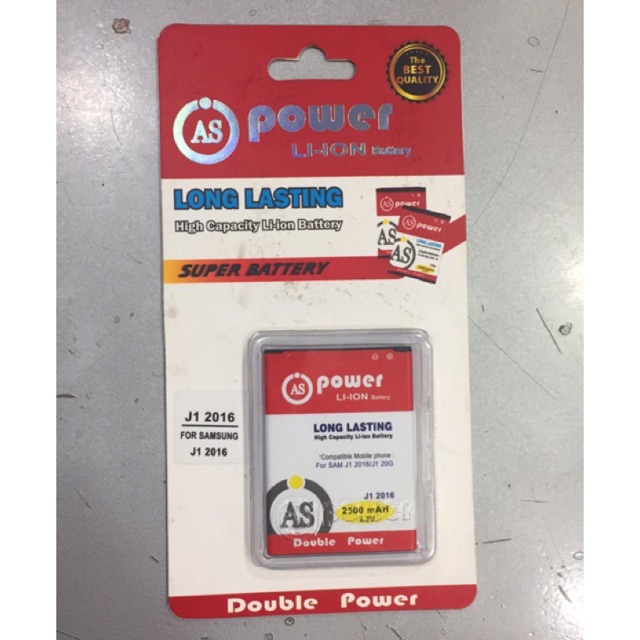 The
BEST
QUALITY
AS power
LI-ION Battery
LONG LASTING
High Capacity Li-Ion Battery
SUPER BATTERY
AS power
AS
LONG LASTING
AS
J1 2016
FOR SAMSUNG
J1 2016
AS power
LI-ION Battery
LONG LASTING
High Capacity Li-ion Battery
*Compatible Mobile phone :
For SAM J1 2016/J1 20G
J1 2016
2500 mAH
3.7V
AS
Double Power
Double Power